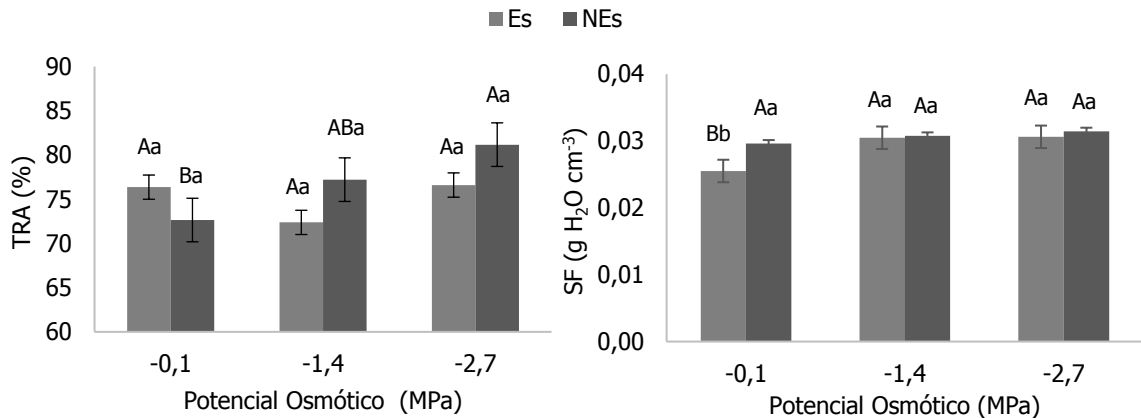 Es NEs
TRA (%)
90
85
80
75
70
65
60
Aa
Ba
Aa
ABa
Aa
Aa
-0,1 -1,4 -2,7
Potencial Osmótico (MPa)
SF (g H₂O cm⁻³)
0,04
0,03
0,02
0,01
0,00
Bb
Aa
Aa
Aa
Aa
Aa
-0,1 -1,4 -2,7
Potencial Osmótico (MPa)